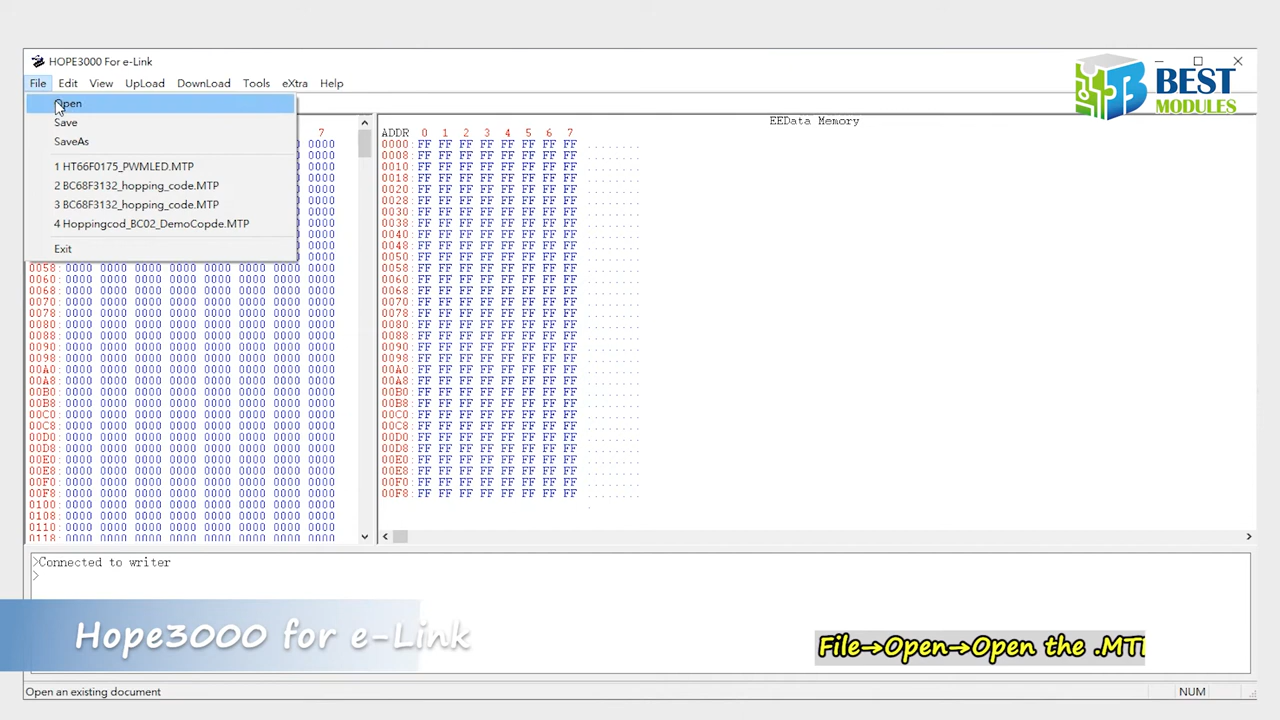 HOPE3000 For e-Link
BEST
MODULES
File Edit View UpLoad DownLoad Tools eXtra Help
Open
Save
SaveAs
1 HT66F0175_PWMLED.MTP
2 BC68F3132_hopping_code.MTP
3 BC68F3132_hopping_code.MTP
4 Hoppingcod_BC02_DemoCopde.MTP
Exit
7
0000
0000
0000
0000
0000
0000
0000
0000
0000
0000
0000
0058: 0000 0000 0000 0000 0000 0000 0000 0000
0060: 0000 0000 0000 0000 0000 0000 0000 0000
0068: 0000 0000 0000 0000 0000 0000 0000 0000
0070: 0000 0000 0000 0000 0000 0000 0000 0000
0078: 0000 0000 0000 0000 0000 0000 0000 0000
0080: 0000 0000 0000 0000 0000 0000 0000 0000
0088: 0000 0000 0000 0000 0000 0000 0000 0000
0090: 0000 0000 0000 0000 0000 0000 0000 0000
0098: 0000 0000 0000 0000 0000 0000 0000 0000
00A0: 0000 0000 0000 0000 0000 0000 0000 0000
00A8: 0000 0000 0000 0000 0000 0000 0000 0000
00B0: 0000 0000 0000 0000 0000 0000 0000 0000
00B8: 0000 0000 0000 0000 0000 0000 0000 0000
00C0: 0000 0000 0000 0000 0000 0000 0000 0000
00C8: 0000 0000 0000 0000 0000 0000 0000 0000
00D0: 0000 0000 0000 0000 0000 0000 0000 0000
00D8: 0000 0000 0000 0000 0000 0000 0000 0000
00E0: 0000 0000 0000 0000 0000 0000 0000 0000
00E8: 0000 0000 0000 0000 0000 0000 0000 0000
00F0: 0000 0000 0000 0000 0000 0000 0000 0000
00F8: 0000 0000 0000 0000 0000 0000 0000 0000
0100: 0000 0000 0000 0000 0000 0000 0000 0000
0108: 0000 0000 0000 0000 0000 0000 0000 0000
0110: 0000 0000 0000 0000 0000 0000 0000 0000
0118: 0000 0000 0000 0000 0000 0000 0000 0000
EEData Memory
ADDR 0 1 2 3 4 5 6 7
0000: FF FF FF FF FF FF FF FF ........
0008: FF FF FF FF FF FF FF FF ........
0010: FF FF FF FF FF FF FF FF ........
0018: FF FF FF FF FF FF FF FF ........
0020: FF FF FF FF FF FF FF FF ........
0028: FF FF FF FF FF FF FF FF ........
0030: FF FF FF FF FF FF FF FF ........
0038: FF FF FF FF FF FF FF FF ........
0040: FF FF FF FF FF FF FF FF ........
0048: FF FF FF FF FF FF FF FF ........
0050: FF FF FF FF FF FF FF FF ........
0058: FF FF FF FF FF FF FF FF ........
0060: FF FF FF FF FF FF FF FF ........
0068: FF FF FF FF FF FF FF FF ........
0070: FF FF FF FF FF FF FF FF ........
0078: FF FF FF FF FF FF FF FF ........
0080: FF FF FF FF FF FF FF FF ........
0088: FF FF FF FF FF FF FF FF ........
0090: FF FF FF FF FF FF FF FF ........
0098: FF FF FF FF FF FF FF FF ........
00A0: FF FF FF FF FF FF FF FF ........
00A8: FF FF FF FF FF FF FF FF ........
00B0: FF FF FF FF FF FF FF FF ........
00B8: FF FF FF FF FF FF FF FF ........
00C0: FF FF FF FF FF FF FF FF ........
00C8: FF FF FF FF FF FF FF FF ........
00D0: FF FF FF FF FF FF FF FF ........
00D8: FF FF FF FF FF FF FF FF ........
00E0: FF FF FF FF FF FF FF FF ........
00E8: FF FF FF FF FF FF FF FF ........
00F0: FF FF FF FF FF FF FF FF ........
00F8: FF FF FF FF FF FF FF FF ........
>Connected to writer
>
Hope3000 for e-Link
File→Open→Open the .MT
Open an existing document
NUM